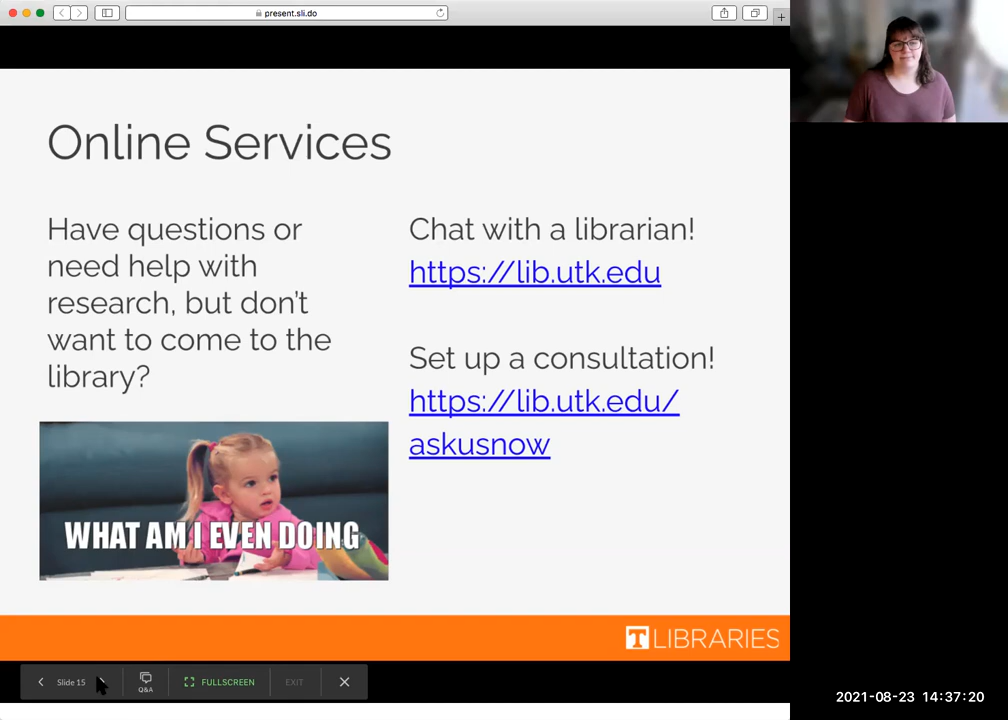 present.sli.do
Online Services
Have questions or
need help with
research, but don't
want to come to the
library?
WHAT AM I EVEN DOING
Chat with a librarian!
https://lib.utk.edu
Set up a consultation!
https://lib.utk.edu/
askusnow
T LIBRARIES
Slide 15
Q&A
FULLSCREEN
EXIT
2021-08-23 14:37:20